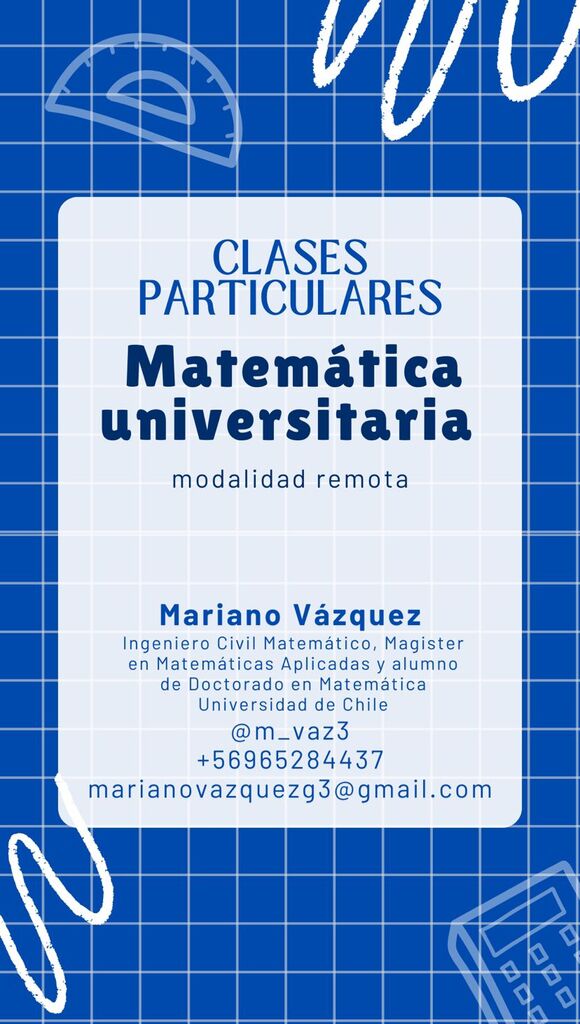 CLASES
PARTICULARES
Matemática
universitaria
modalidad remota
Mariano Vázquez
Ingeniero Civil Matemático, Magister
en Matemáticas Aplicadas y alumno
de Doctorado en Matemática
Universidad de Chile
@m_vaz3
+56965284437
marianovazquezg3@gmail.com